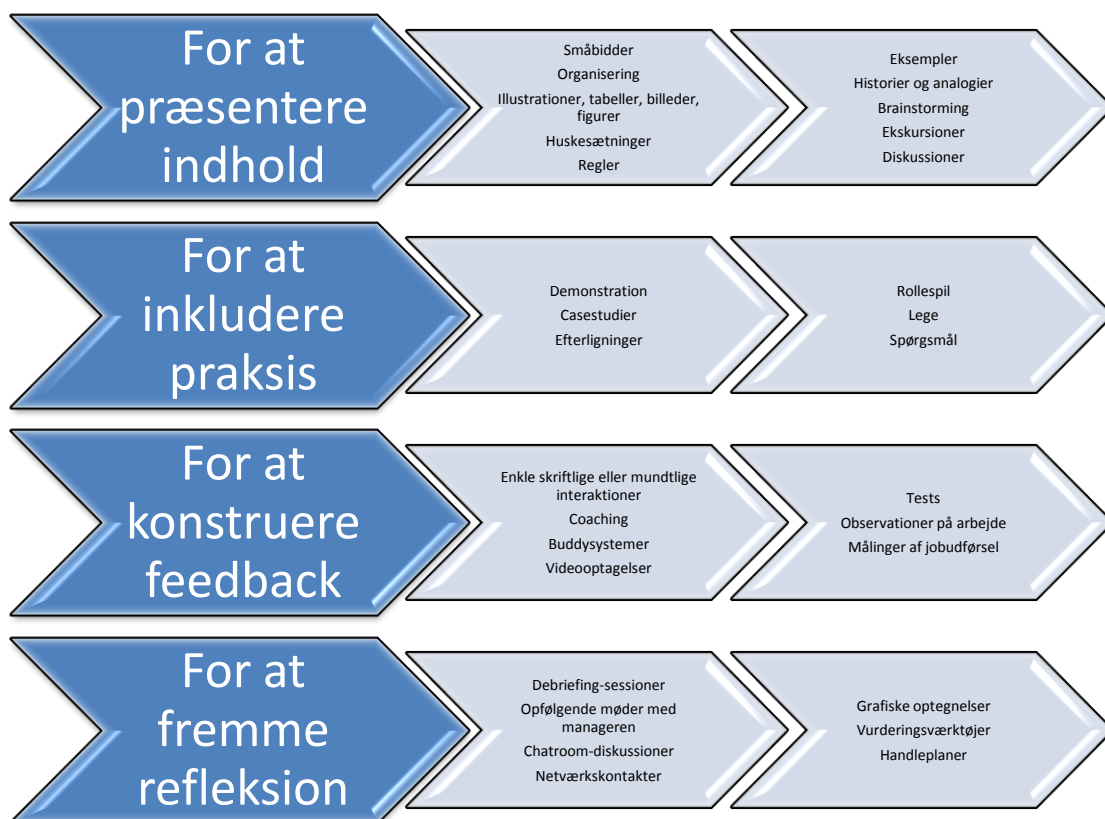 For at
præsentere
indhold
Småbidder
Organisering
Illustrationer, tabeller, billeder,
figurer
Huskesætninger
Regler
Eksempler
Historier og analogier
Brainstorming
Ekskursioner
Diskussioner
For at
inkludere
praksis
Demonstration
Casestudier
Efterligninger
Rollespil
Lege
Spørgsmål
For at
konstruere
feedback
Enkle skriftlige eller mundtlige
interaktioner
Coaching
Buddysystemer
Videooptagelser
Tests
Observationer på arbejde
Målinger af jobudførsel
For at
fremme
refleksion
Debriefing-sessioner
Opfølgende møder med
manageren
Chatroom-diskussioner
Netværkskontakter
Grafiske optegnelser
Vurderingsværktøjer
Handleplaner